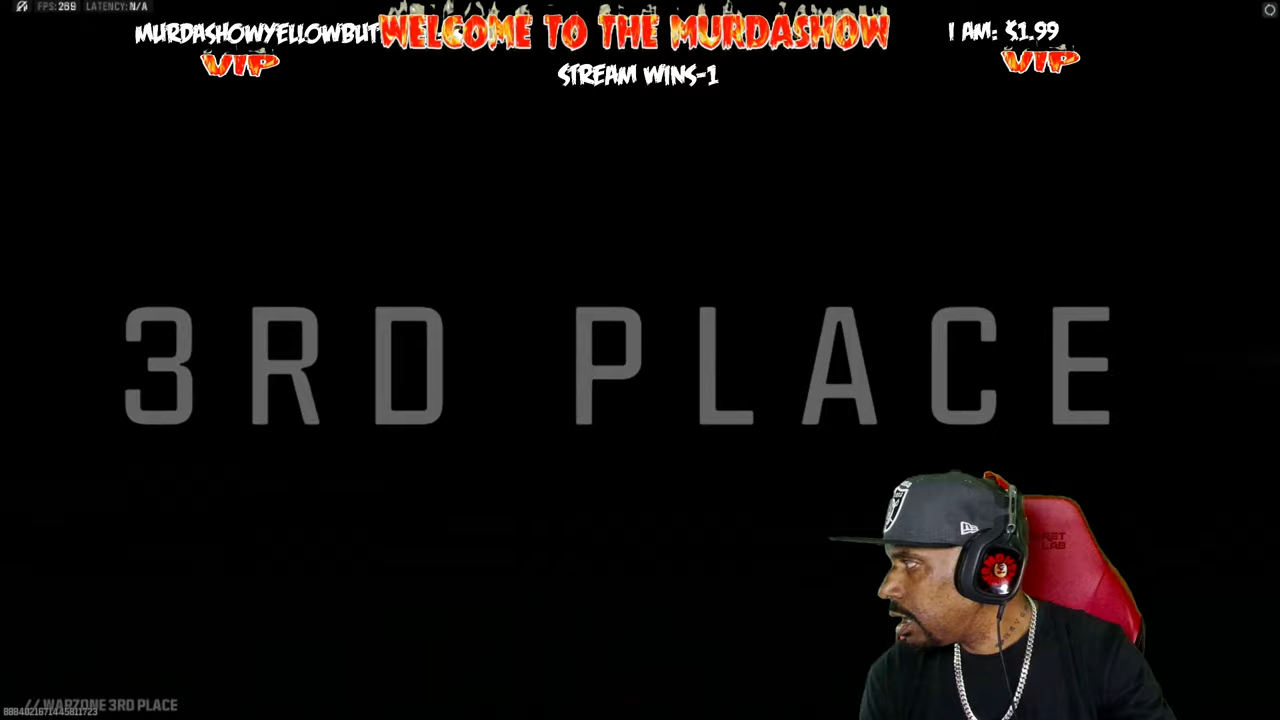 FPS: 269 LATENCY: N/A
MURDASHOWYELLOWBUT
WELCOME TO THE MURDASHOW
I AM: $1.99
VIP
VIP
STREAM WINS-1
3RD PLACE
// WARZONE 3RD PLACE